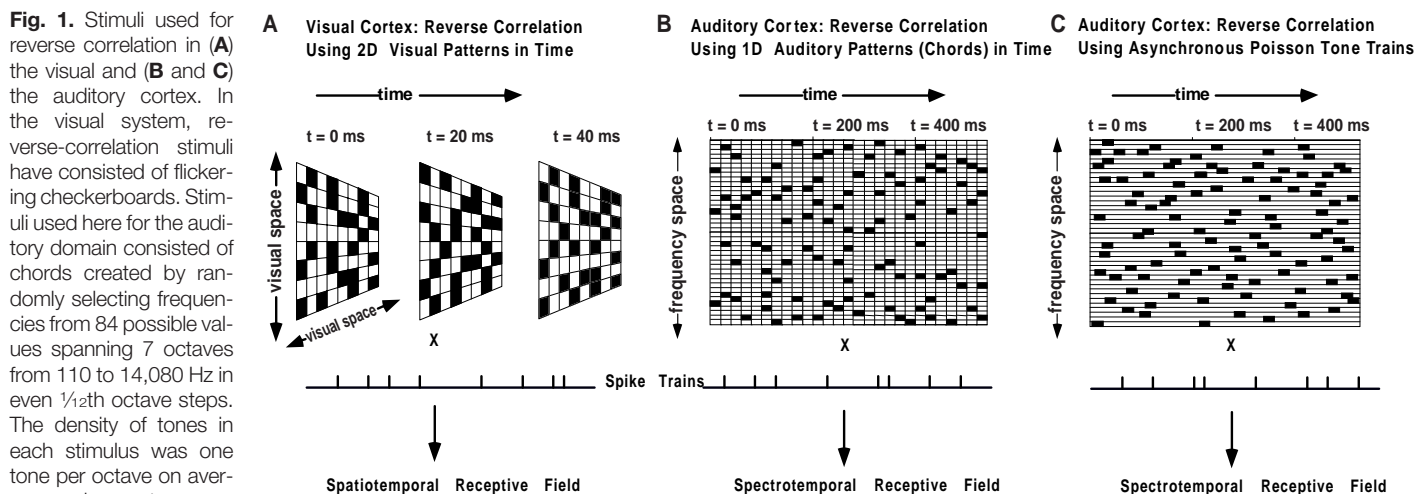 Fig. 1. Stimuli used for
reverse correlation in (A)
the visual and (B and C)
the auditory cortex. In
the visual system, re-
verse-correlation stimuli
have consisted of flicker-
ing checkerboards. Stim-
uli used here for the audi-
tory domain consisted of
chords created by ran-
domly selecting frequen-
cies from 84 possible val-
ues spanning 7 octaves
from 110 to 14,080 Hz in
even 1⁄12th octave steps.
The density of tones in
each stimulus was one
tone per octave on aver-
A Visual Cortex: Reverse Correlation
Using 2D Visual Patterns in Time
time
t = 0 ms t = 20 ms t = 40 ms
visual space
visual space
X
Spike Trains
Spatiotemporal Receptive Field
B Auditory Cortex: Reverse Correlation
Using 1D Auditory Patterns (Chords) in Time
time
t = 0 ms t = 200 ms t = 400 ms
frequency space
X
Spectrotemporal Receptive Field
C Auditory Cortex: Reverse Correlation
Using Asynchronous Poisson Tone Trains
time
t = 0 ms t = 200 ms t = 400 ms
frequency space
X
Spectrotemporal Receptive Field